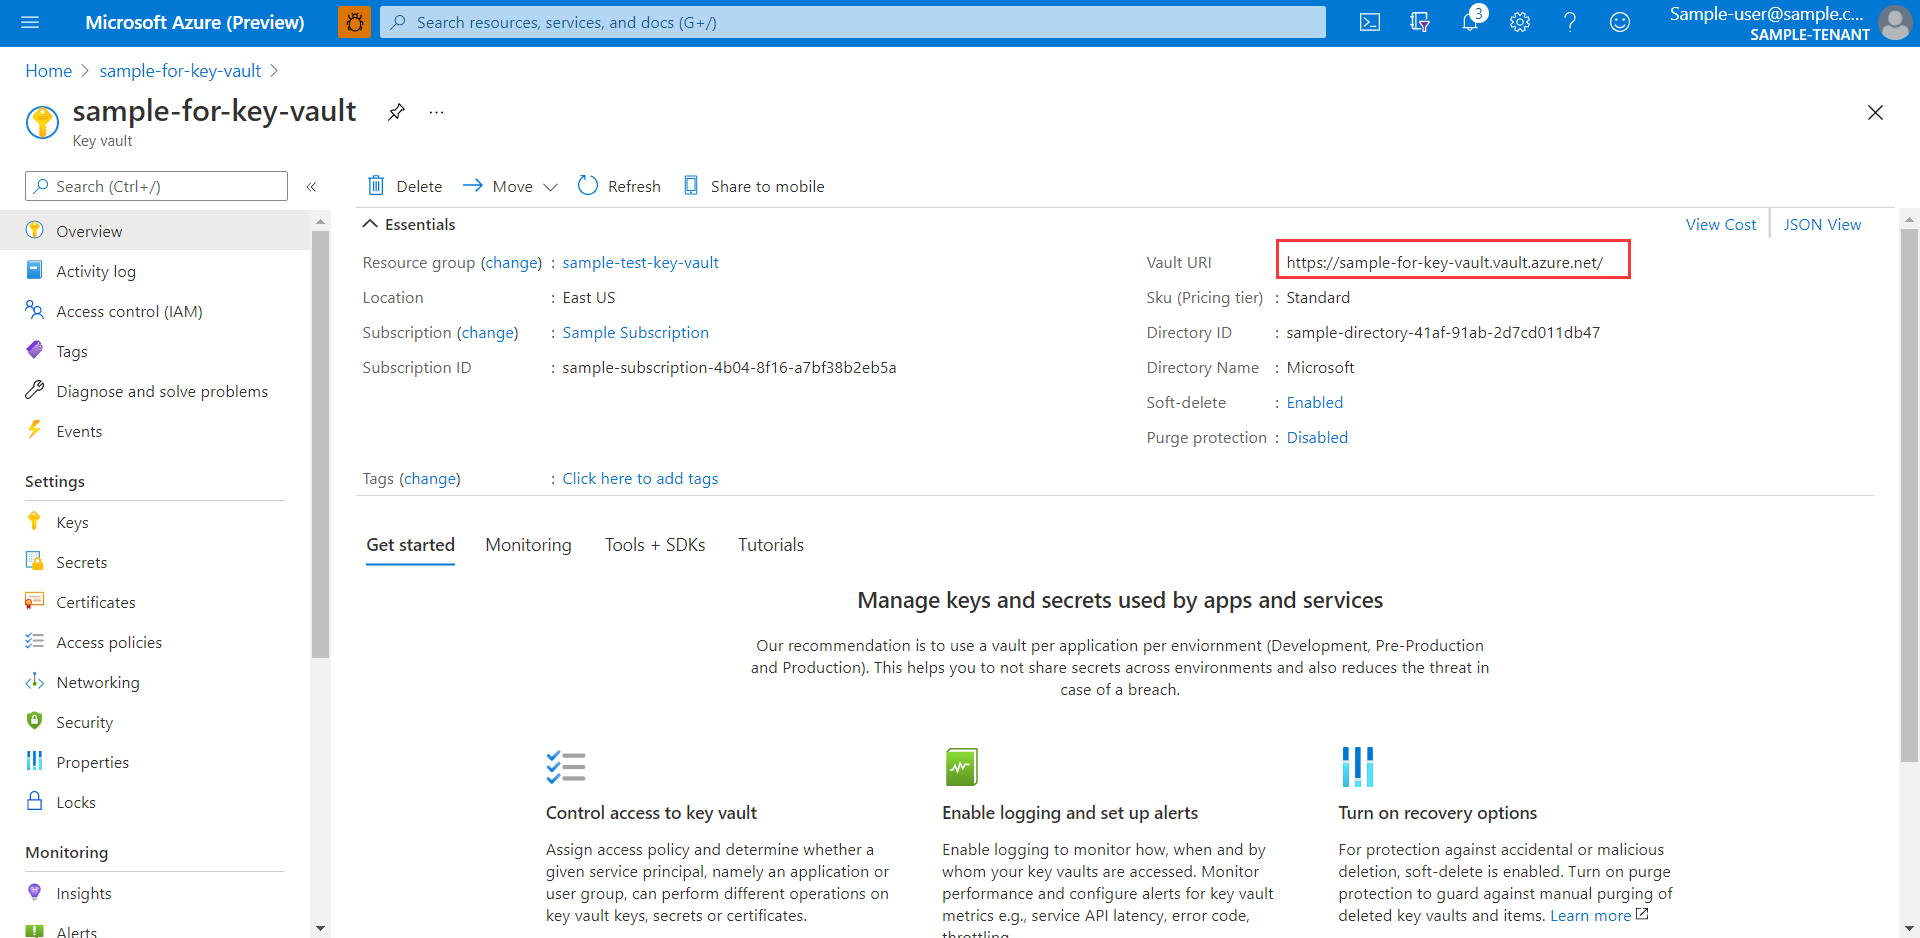 Microsoft Azure (Preview)
Search resources, services, and docs (G+/)
3
Sample-user@sample.c...
SAMPLE-TENANT
Home > sample-for-key-vault >
sample-for-key-vault
...
Key vault
Search (Ctrl+/)
«
Overview
Activity log
Access control (IAM)
Tags
Diagnose and solve problems
Events
Settings
Keys
Secrets
Certificates
Access policies
Networking
Security
Properties
Locks
Monitoring
Insights
Alerts
Delete
Move
Refresh
Share to mobile
Essentials
View Cost
JSON View
Resource group (change) : sample-test-key-vault
Location : East US
Subscription (change) : Sample Subscription
Subscription ID : sample-subscription-4b04-8f16-a7bf38b2eb5a
Vault URI https://sample-for-key-vault.vault.azure.net/
Sku (Pricing tier) : Standard
Directory ID : sample-directory-41af-91ab-2d7cd011db47
Directory Name : Microsoft
Soft-delete : Enabled
Purge protection : Disabled
Tags (change) : Click here to add tags
Get started
Monitoring
Tools + SDKs
Tutorials
Manage keys and secrets used by apps and services
Our recommendation is to use a vault per application per enviornment (Development, Pre-Production
and Production). This helps you to not share secrets across environments and also reduces the threat in
case of a breach.
Control access to key vault
Assign access policy and determine whether a
given service principal, namely an application or
user group, can perform different operations on
key vault keys, secrets or certificates.
Enable logging and set up alerts
Enable logging to monitor how, when and by
whom your key vaults are accessed. Monitor
performance and configure alerts for key vault
metrics e.g., service API latency, error code,
throttling
Turn on recovery options
For protection against accidental or malicious
deletion, soft-delete is enabled. Turn on purge
protection to guard against manual purging of
deleted key vaults and items. Learn more